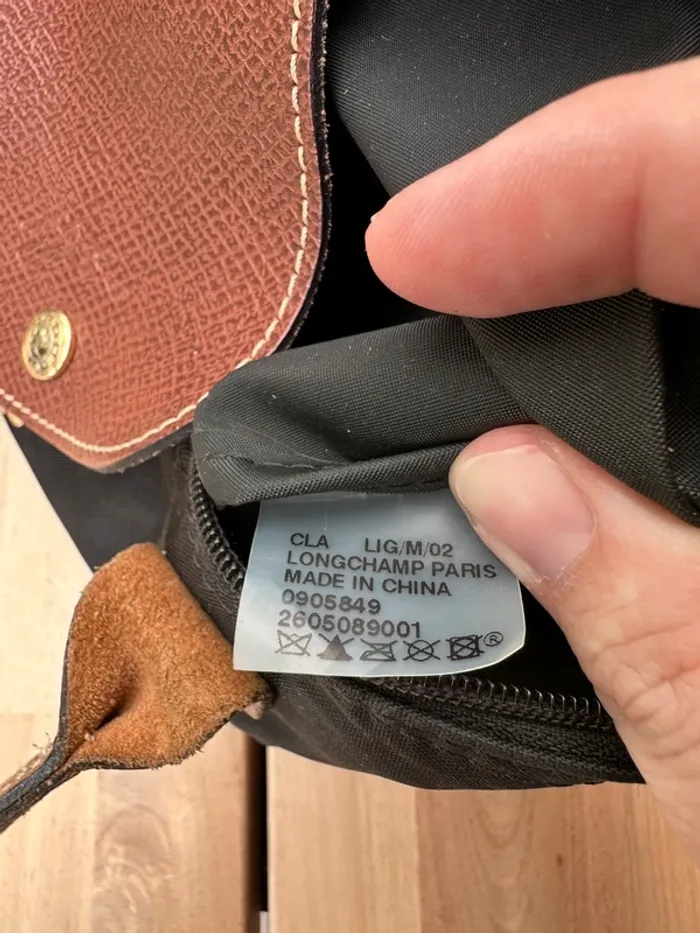 CLA LIG/M/02
LONGCHAMP PARIS
MADE IN CHINA
0905849
2605089001
®